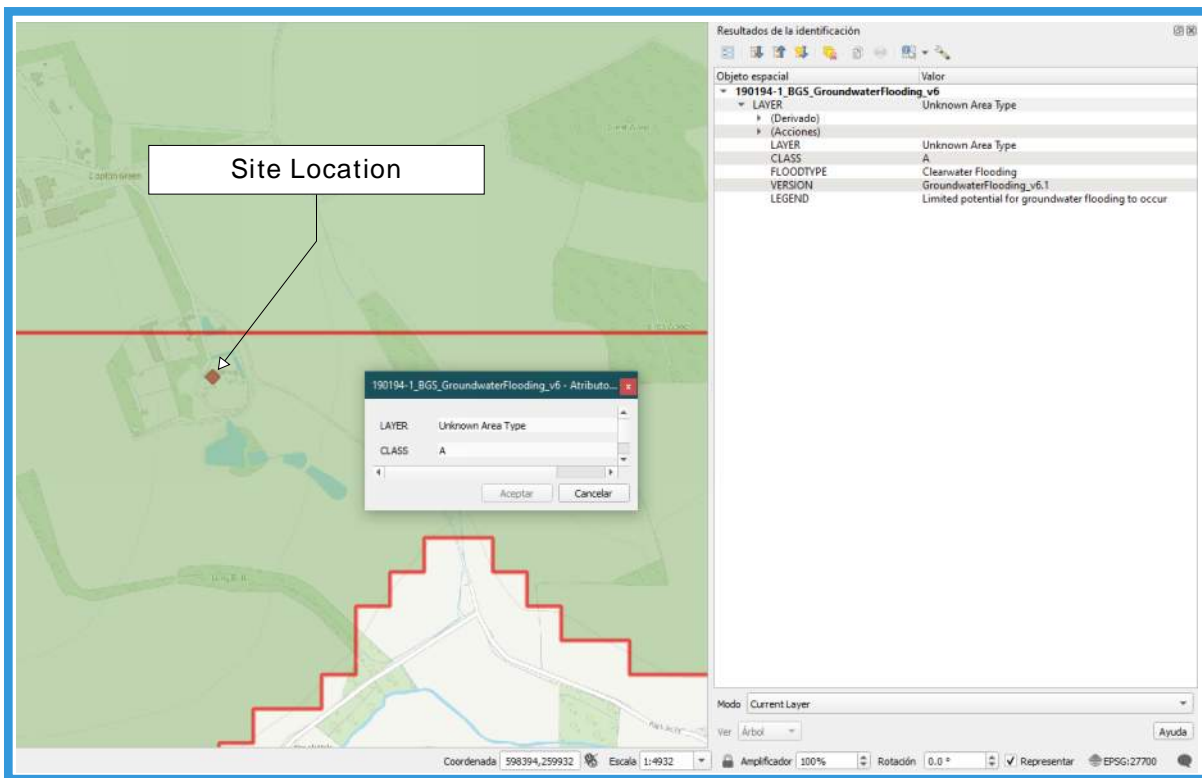 Resultados de la identificación
Objeto espacial Valor
190194-1_BGS_GroundwaterFlooding_v6
LAYER Unknown Area Type
(Derivado)
(Acciones)
LAYER Unknown Area Type
CLASS A
FLOODTYPE Clearwater Flooding
VERSION GroundwaterFlooding_v6.1
LEGEND Limited potential for groundwater flooding to occur
Site Location
190194-1_BGS_GroundwaterFlooding_v6 - Atributo...
LAYER Unknown Area Type
CLASS A
Aceptar Cancelar
Modo Current Layer
Ver Árbol Ayuda
Coordenada 598394,259932 Escala 1:4932 Amplificador 100% Rotación 0.0 ° Representar EPSG:27700